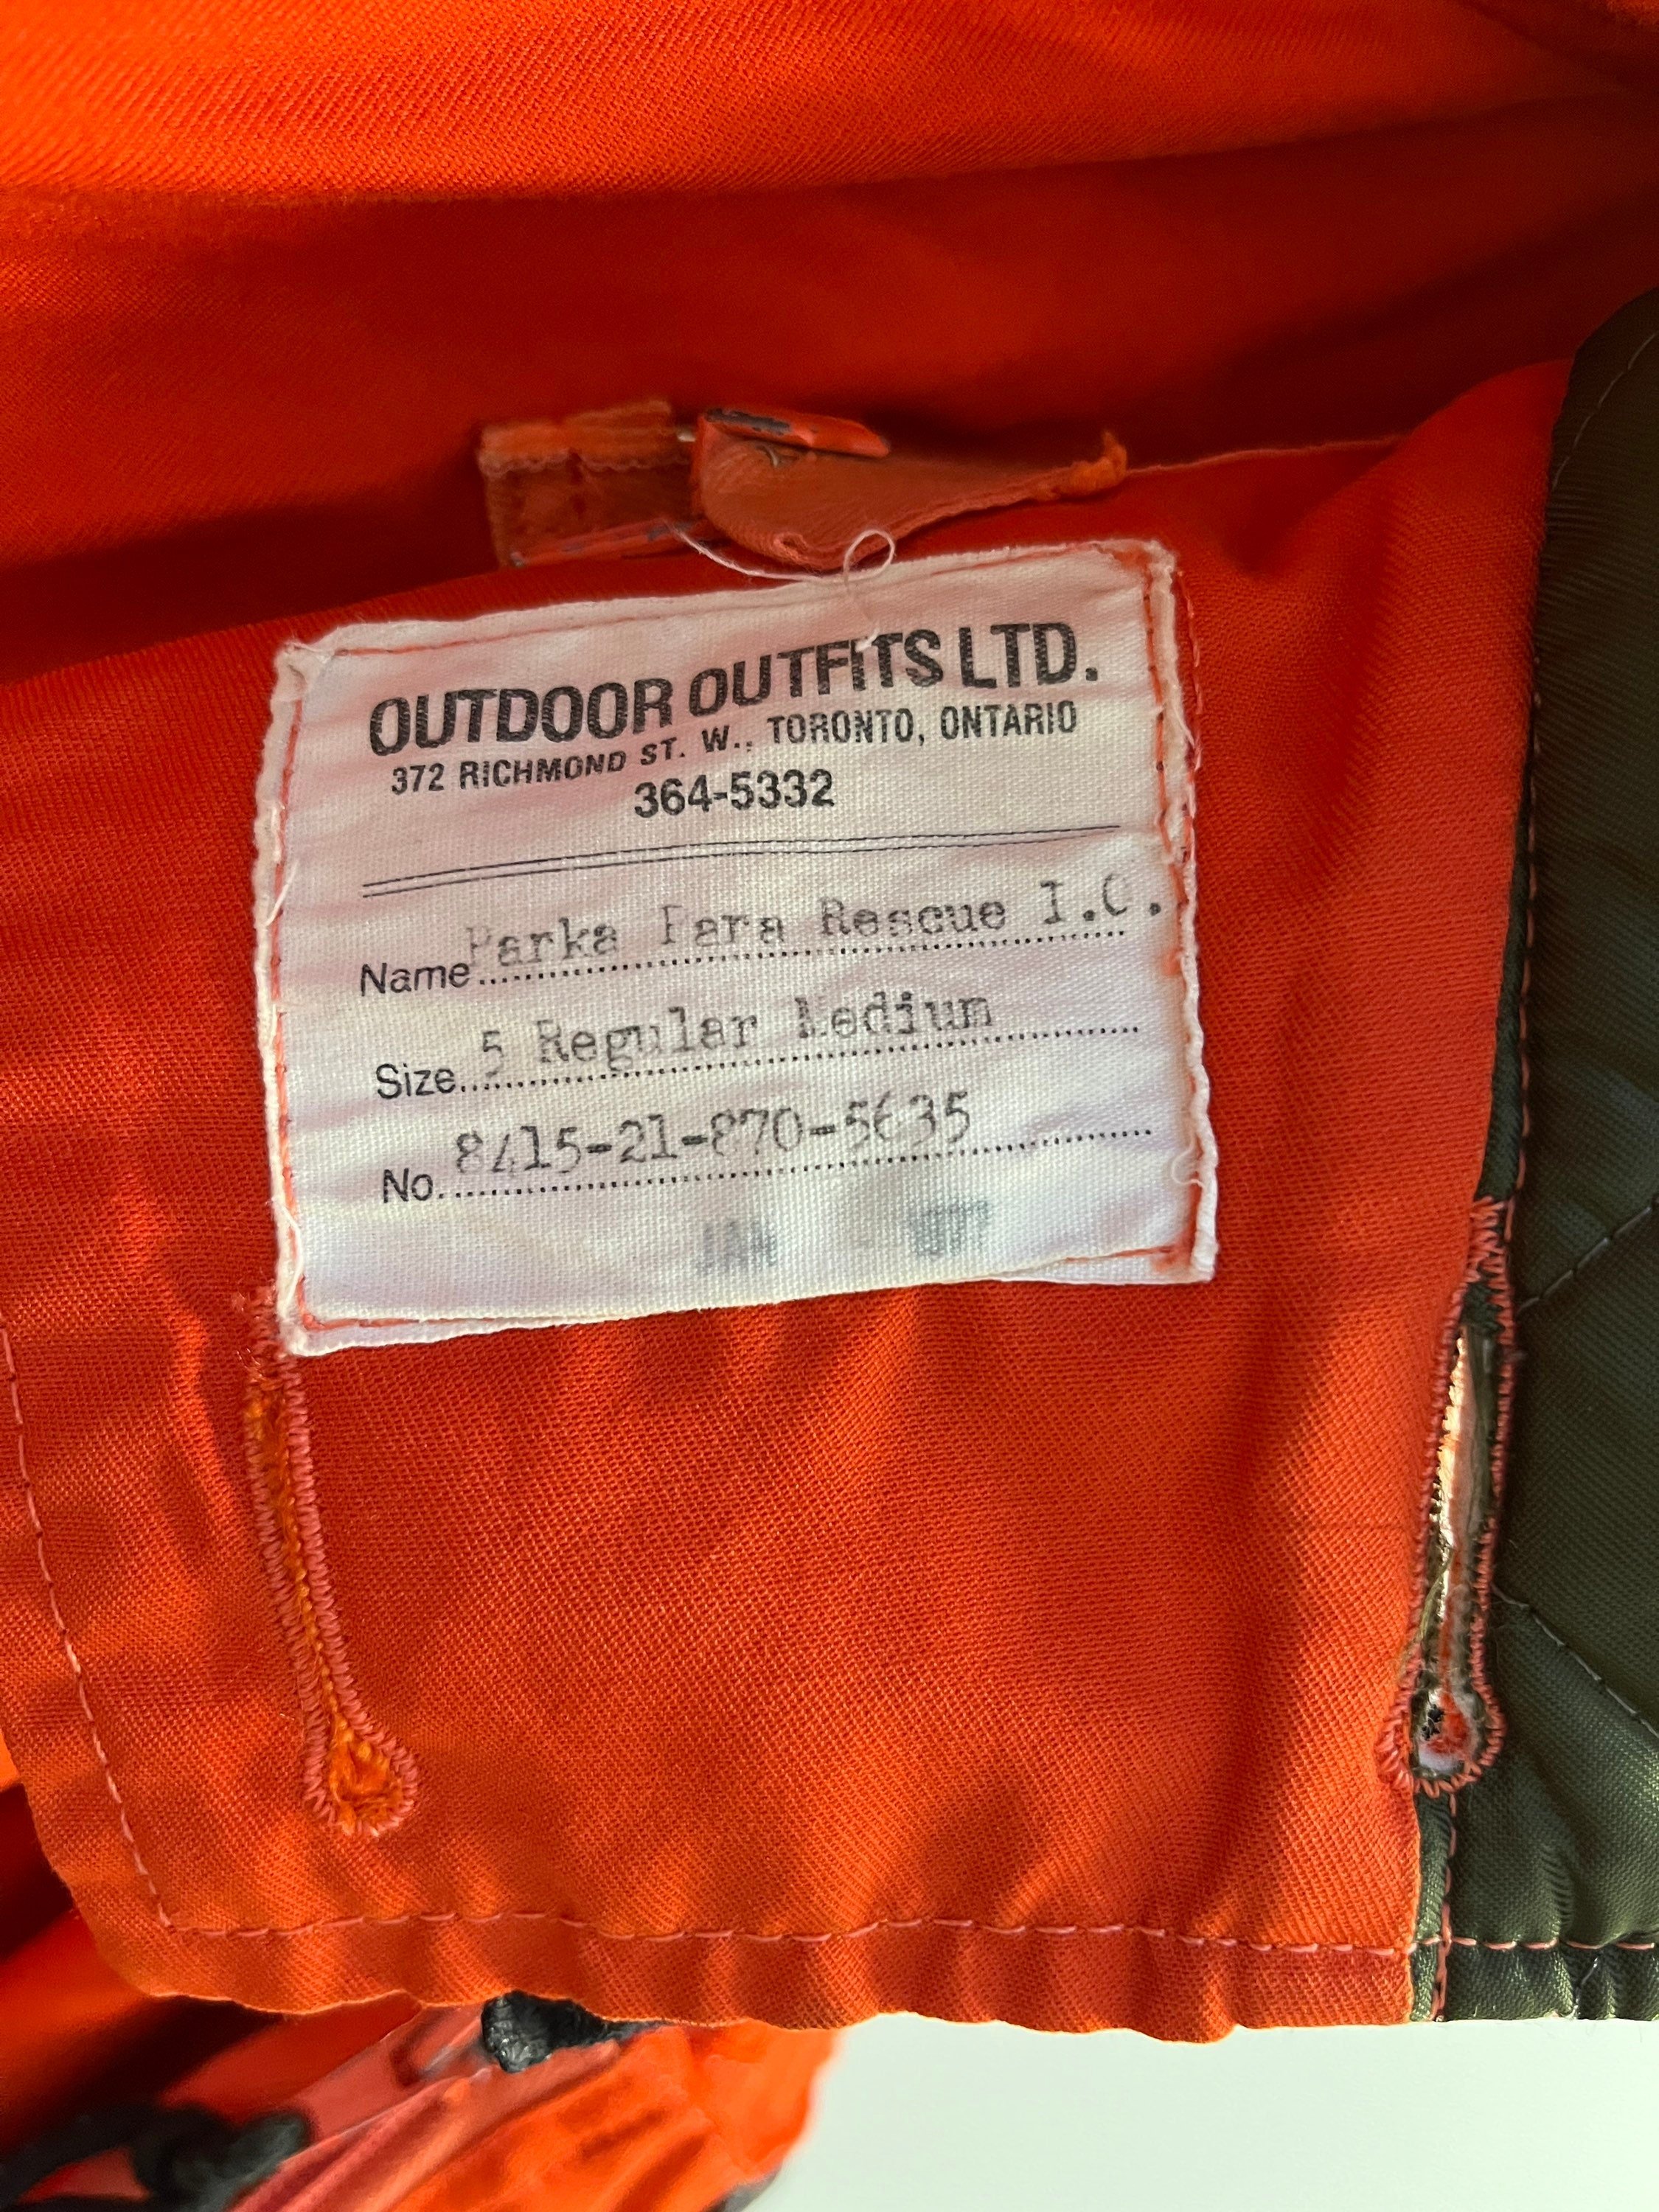 OUTDOOR OUTFITS LTD.
372 RICHMOND ST. W., TORONTO, ONTARIO
364-5332
Name Parka Para Rescue I.C.
Size 5 Regular Medium
No. 8415-21-870-5635
JAN 1977